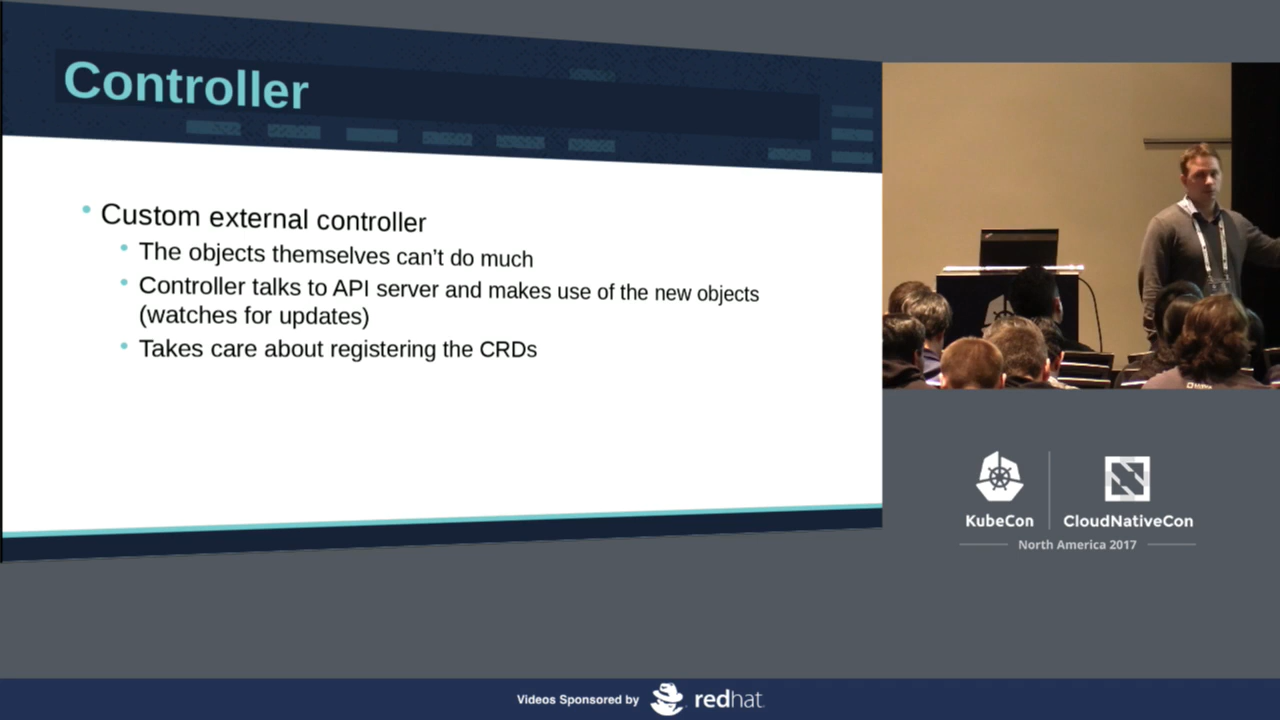 Controller
Custom external controller
The objects themselves can't do much
Controller talks to API server and makes use of the new objects
(watches for updates)
Takes care about registering the CRDs
KubeCon
CloudNativeCon
North America 2017
Videos Sponsored by
redhat